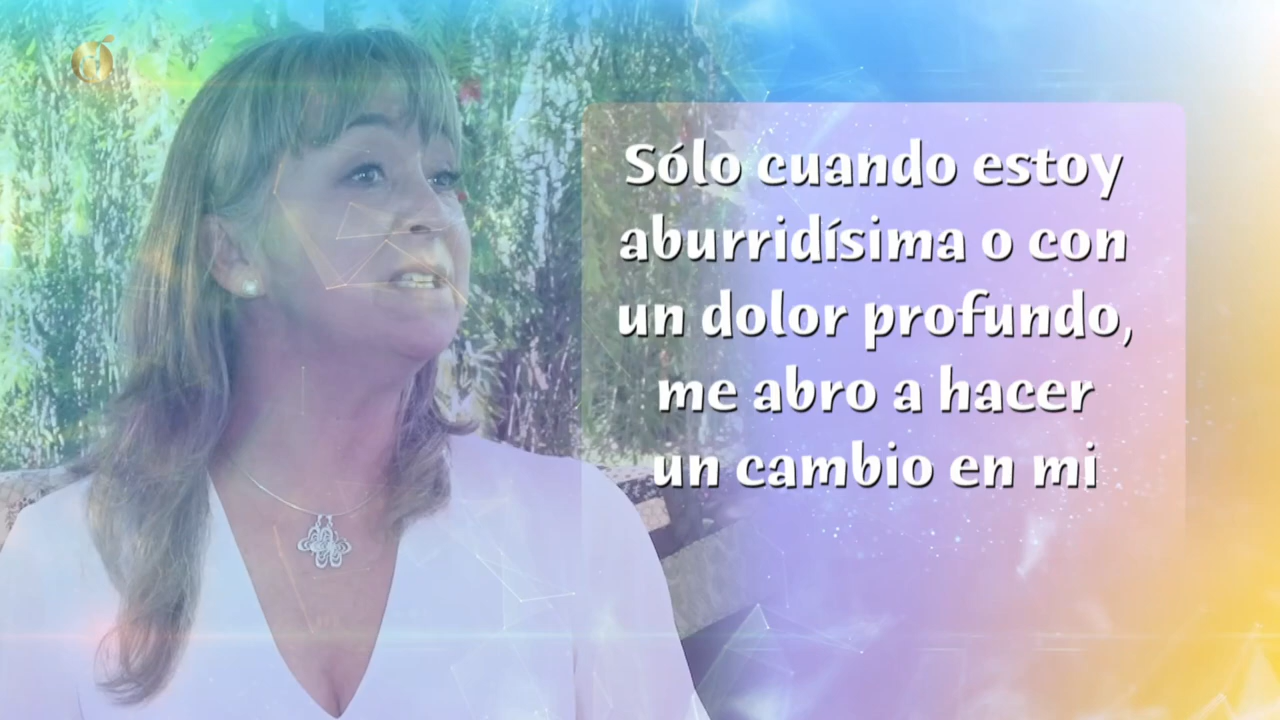 Sólo cuando estoy
aburridísima o con
un dolor profundo,
me abro a hacer
un cambio en mi